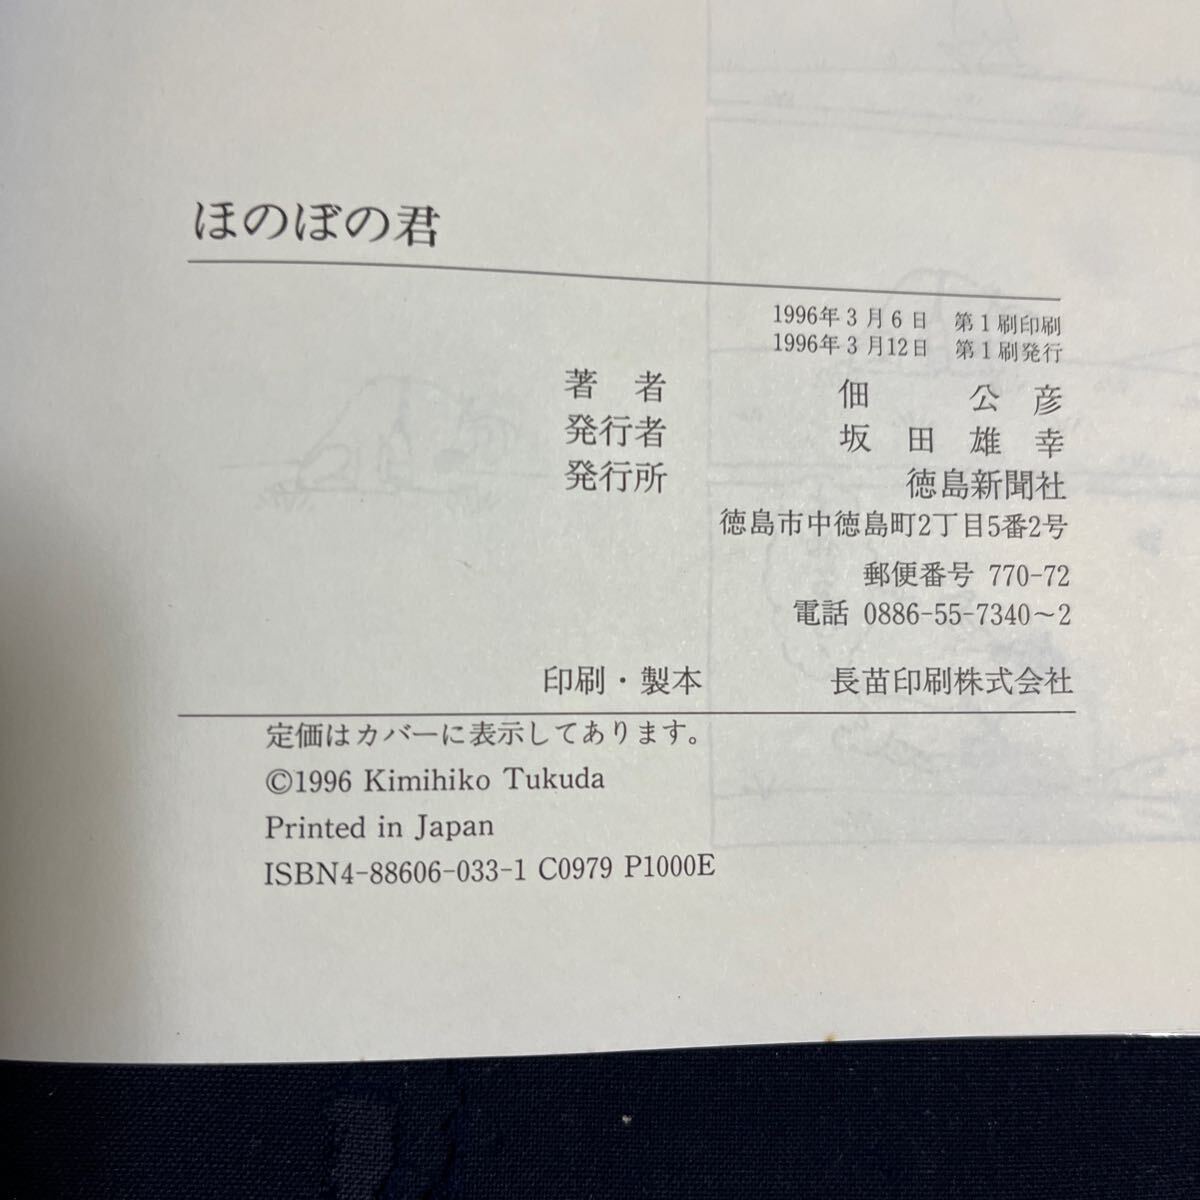 ほのぼの君
1996年3月6日　第1刷印刷
1996年3月12日　第1刷発行
著　者　佃　公　彦
発行者　坂　田　雄　幸
発行所　徳島新聞社
徳島市中徳島町2丁目5番2号
郵便番号 770-72
電話 0886-55-7340～2
印刷・製本　長苗印刷株式会社
定価はカバーに表示してあります。
©1996 Kimihiko Tukuda
Printed in Japan
ISBN4-88606-033-1 C0979 P1000E